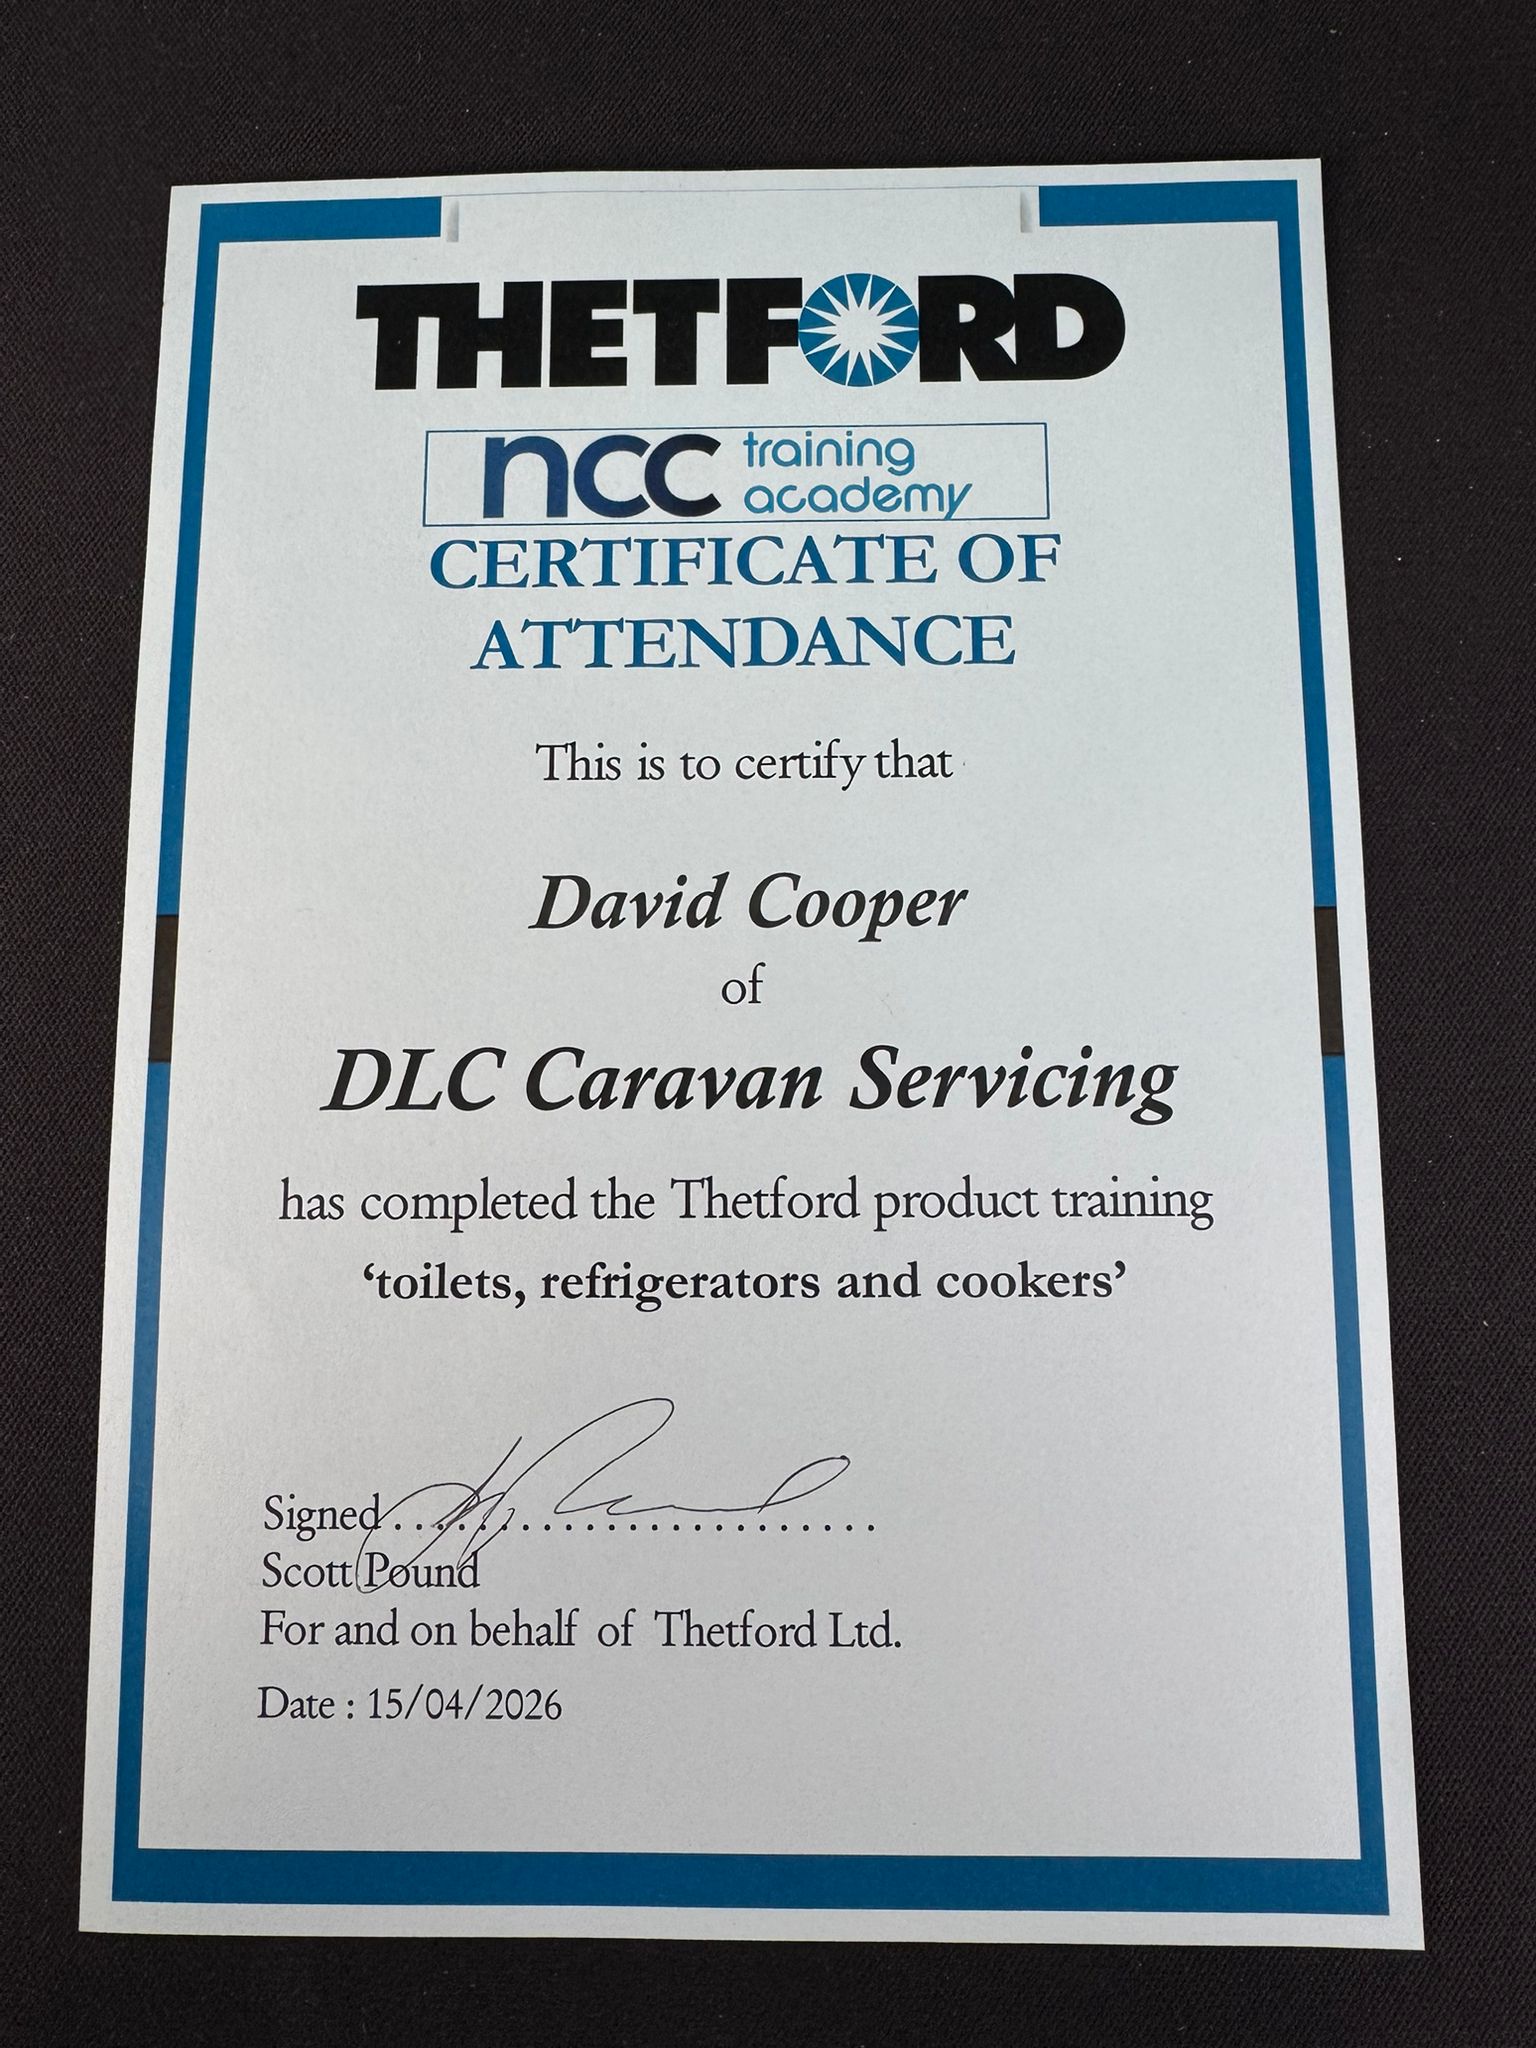 THETFORD
ncc training academy
CERTIFICATE OF
ATTENDANCE
This is to certify that
David Cooper
of
DLC Caravan Servicing
has completed the Thetford product training
‘toilets, refrigerators and cookers’
Signed .........................
Scott Pound
For and on behalf of Thetford Ltd.
Date : 15/04/2026